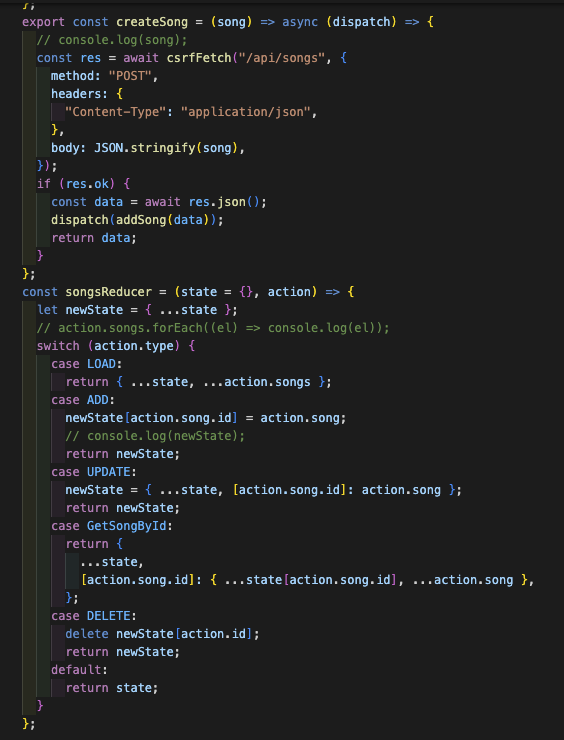 };
export const createSong = (song) => async (dispatch) => {
  // console.log(song);
  const res = await csrfFetch("/api/songs", {
    method: "POST",
    headers: {
      "Content-Type": "application/json",
    },
    body: JSON.stringify(song),
  });
  if (res.ok) {
    const data = await res.json();
    dispatch(addSong(data));
    return data;
  }
};
const songsReducer = (state = {}, action) => {
  let newState = { ...state };
  // action.songs.forEach((el) => console.log(el));
  switch (action.type) {
    case LOAD:
      return { ...state, ...action.songs };
    case ADD:
      newState[action.song.id] = action.song;
      // console.log(newState);
      return newState;
    case UPDATE:
      newState = { ...state, [action.song.id]: action.song };
      return newState;
    case GetSongById:
      return {
        ...state,
        [action.song.id]: { ...state[action.song.id], ...action.song },
      };
    case DELETE:
      delete newState[action.id];
      return newState;
    default:
      return state;
  }
};